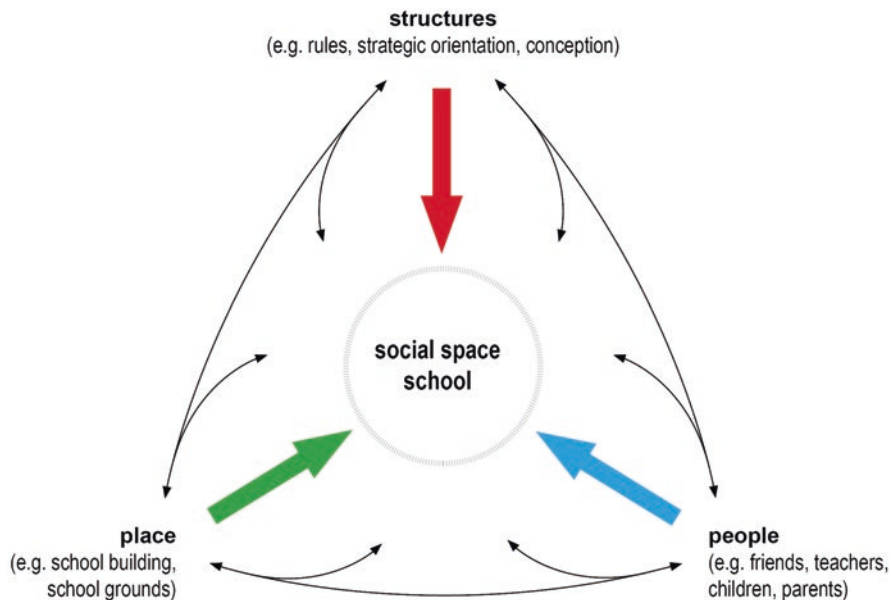 structures
(e.g. rules, strategic orientation, conception)
social space
school
place
(e.g. school building,
school grounds)
people
(e.g. friends, teachers,
children, parents)